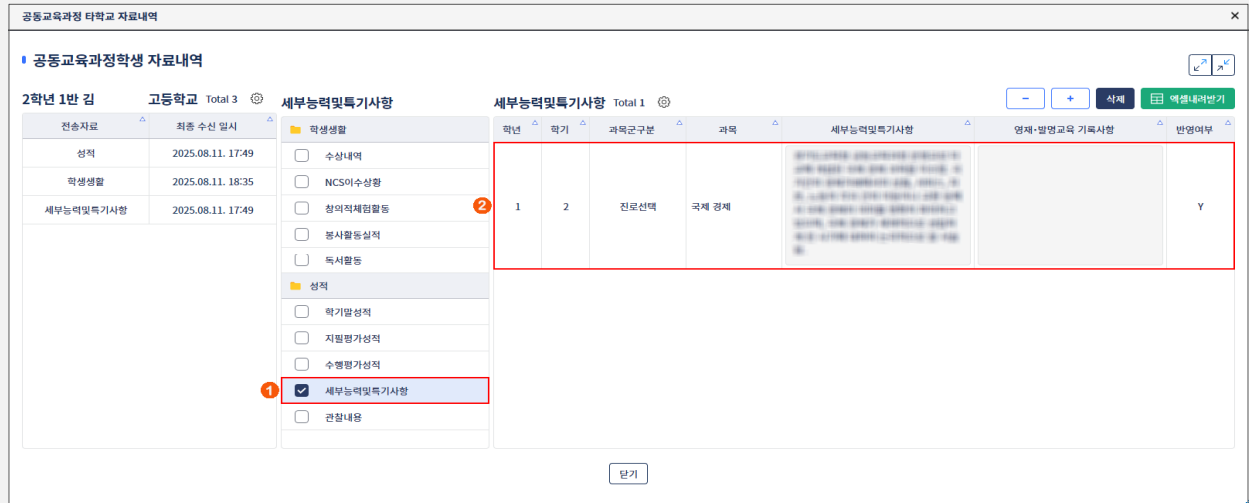 공동교육과정 타학교 자료내역
공동교육과정학생 자료내역
2학년 1반 김 고등학교 Total 3
전송자료 최종 수신 일시
성적 2025.08.11. 17:49
학생생활 2025.08.11. 18:35
세부능력및특기사항 2025.08.11. 17:49
세부능력및특기사항
학생생활
수상내역
NCS이수상황
창의적체험활동
봉사활동실적
독서활동
성적
학기말성적
지필평가성적
수행평가성적
1 세부능력및특기사항
관찰내용
세부능력및특기사항 Total 1
- + 삭제 엑셀내려받기
학년 학기 과목군구분 과목 세부능력및특기사항 영재·발명교육 기록사항 반영여부
2 1 2 진로선택 국제 경제 Y
닫기